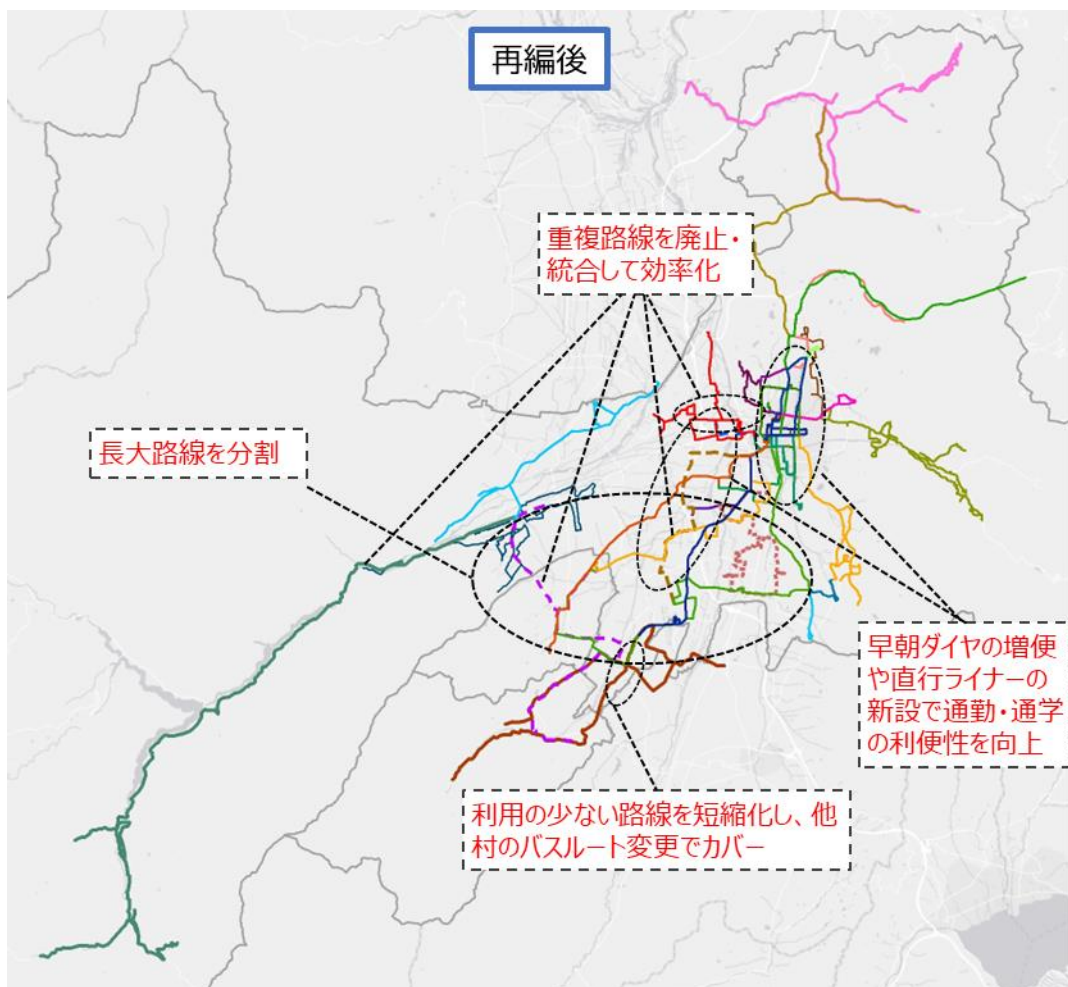 再編後
重複路線を廃止・
統合して効率化
長大路線を分割
早朝ダイヤの増便
や直行ライナーの
新設で通勤・通学
の利便性を向上
利用の少ない路線を短縮化し、他
村のバスルート変更でカバー